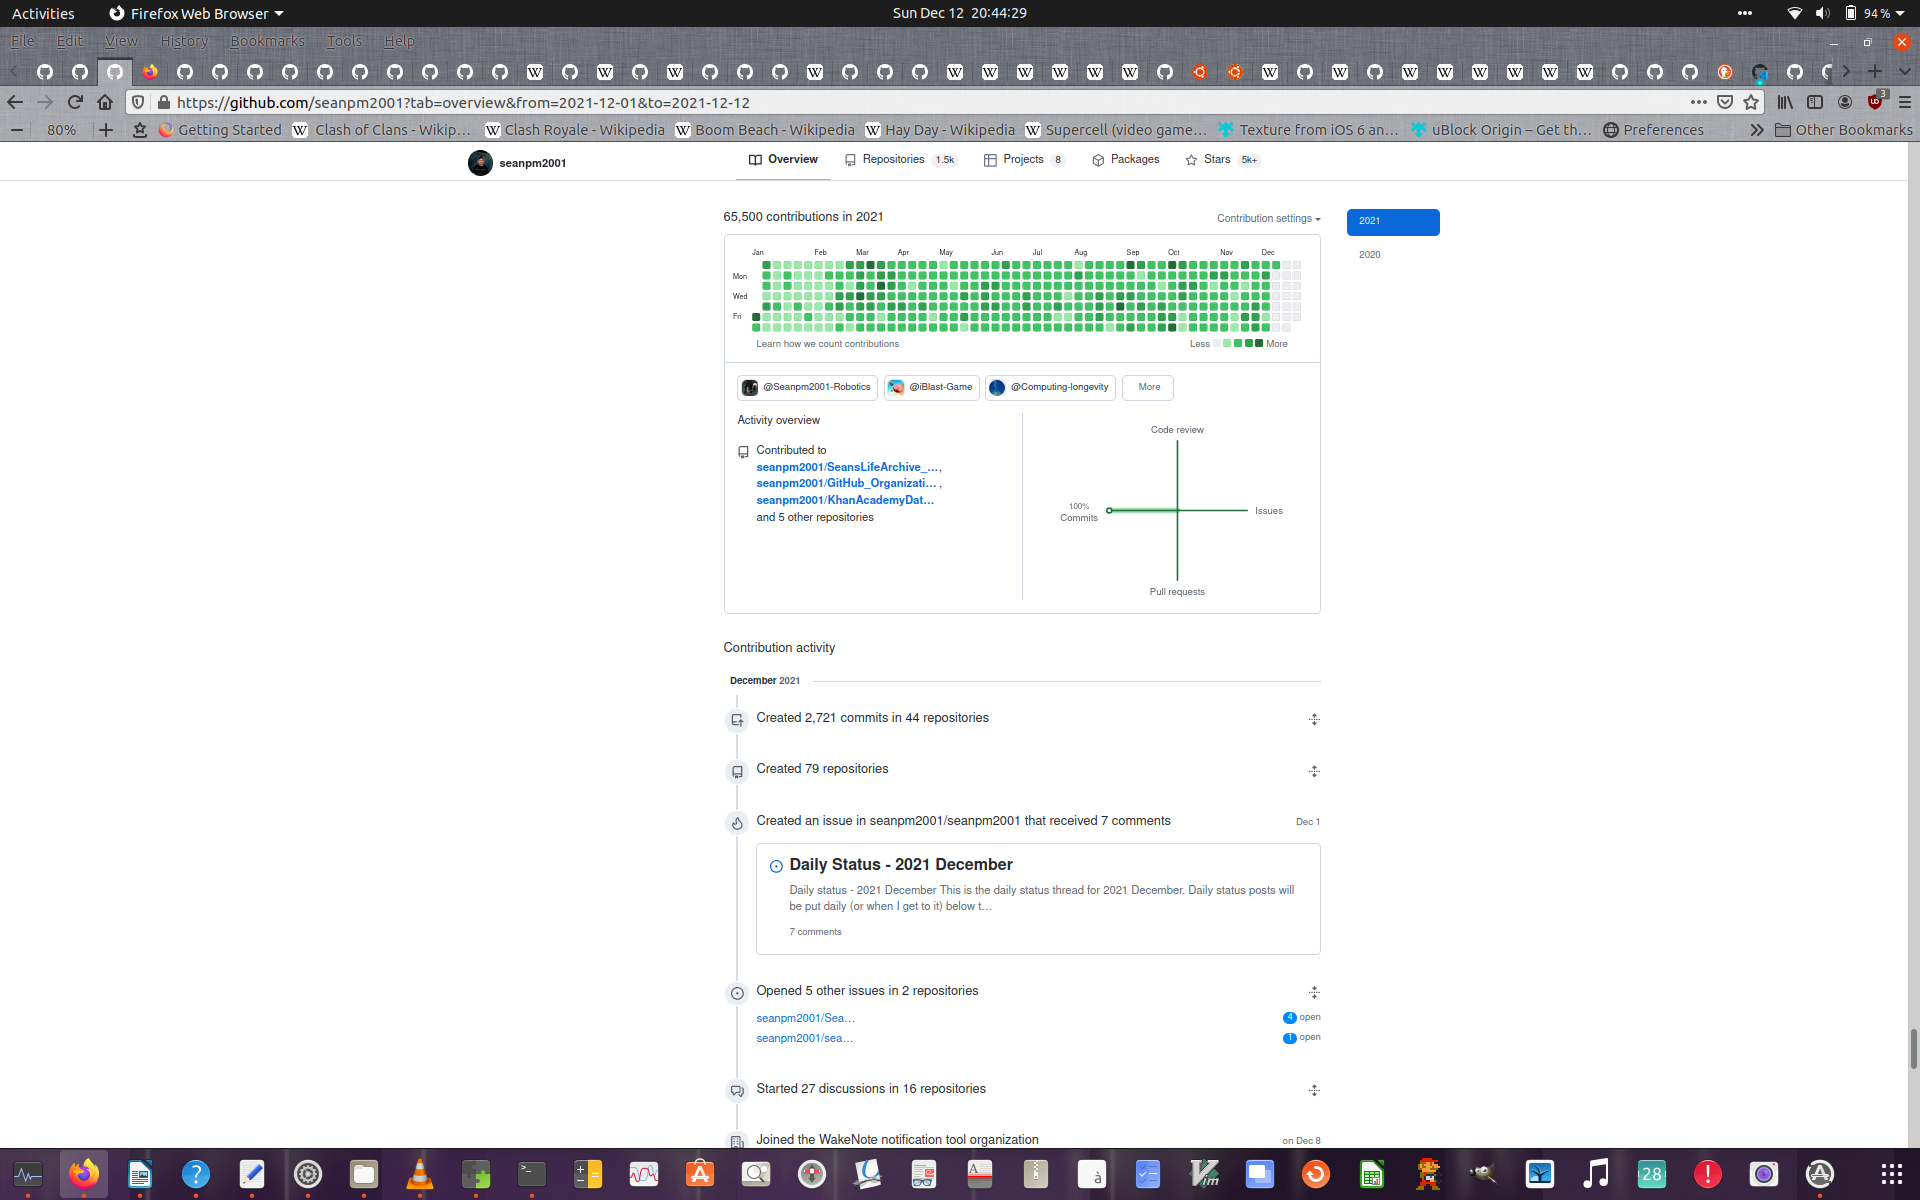 Activities
Firefox Web Browser
Sun Dec 12 20:44:29
94 %
File Edit View History Bookmarks Tools Help
https://github.com/seanpm2001?tab=overview&from=2021-12-01&to=2021-12-12
3
80%
Getting Started
Clash of Clans - Wikip…
Clash Royale - Wikipedia
Boom Beach - Wikipedia
Hay Day - Wikipedia
Supercell (video game…
Texture from iOS 6 an…
uBlock Origin – Get th…
Preferences
Other Bookmarks
seanpm2001
Overview
Repositories 1.5k
Projects 8
Packages
Stars 5k+
65,500 contributions in 2021
Contribution settings
2021
2020
Jan Feb Mar Apr May Jun Jul Aug Sep Oct Nov Dec
Mon
Wed
Fri
Learn how we count contributions
Less More
@Seanpm2001-Robotics
@iBlast-Game
@Computing-longevity
More
Activity overview
Contributed to
seanpm2001/SeansLifeArchive_…,
seanpm2001/GitHub_Organizati… ,
seanpm2001/KhanAcademyDat…
and 5 other repositories
Code review
100%
Commits
Issues
Pull requests
Contribution activity
December 2021
Created 2,721 commits in 44 repositories
Created 79 repositories
Created an issue in seanpm2001/seanpm2001 that received 7 comments
Dec 1
Daily Status - 2021 December
Daily status - 2021 December This is the daily status thread for 2021 December. Daily status posts will
be put daily (or when I get to it) below t…
7 comments
Opened 5 other issues in 2 repositories
seanpm2001/Sea…
4 open
seanpm2001/sea…
1 open
Started 27 discussions in 16 repositories
Joined the WakeNote notification tool organization
on Dec 8
28